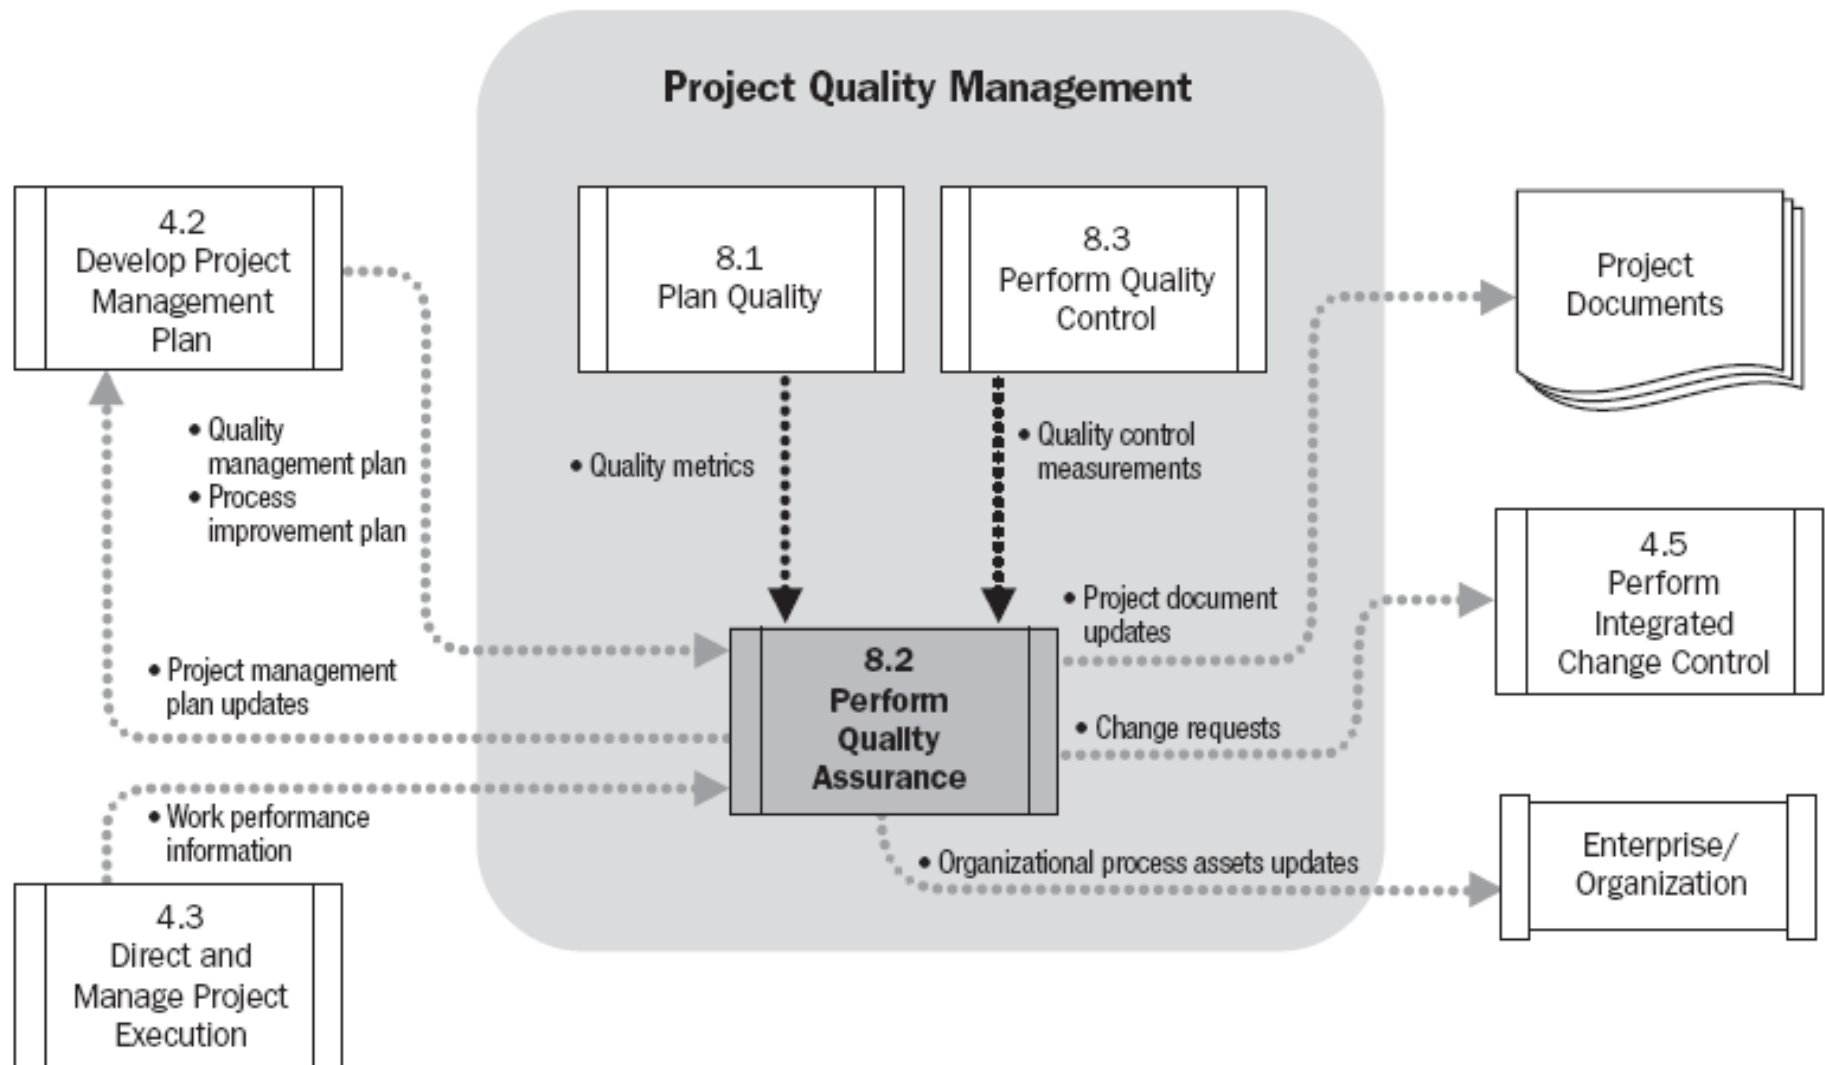 Project Quality Management
4.2
Develop Project
Management
Plan
8.1
Plan Quality
8.3
Perform Quality
Control
Project
Documents
• Quality
management plan
• Process
improvement plan
• Quality metrics
• Quality control
measurements
4.5
Perform
Integrated
Change Control
• Project document
updates
8.2
Perform
Quality
Assurance
• Project management
plan updates
• Change requests
• Work performance
information
Enterprise/
Organization
• Organizational process assets updates
4.3
Direct and
Manage Project
Execution